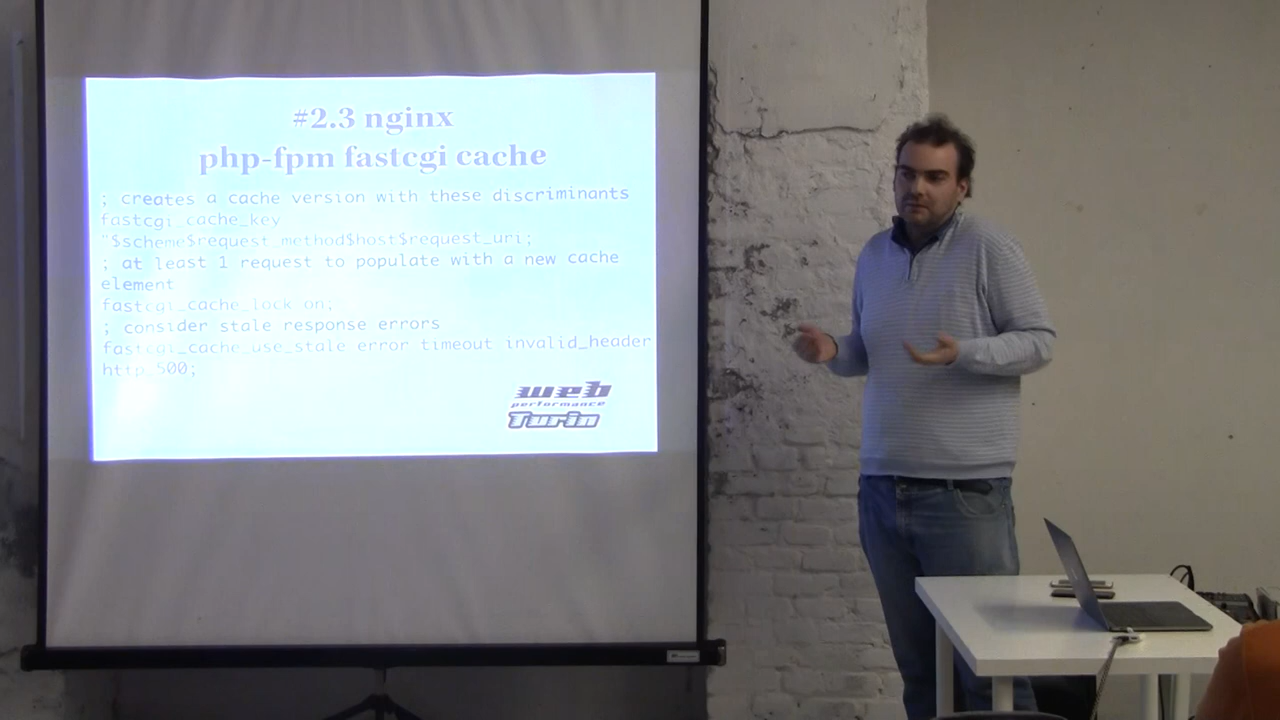 #2.3 nginx
php-fpm fastcgi cache
; creates a cache version with these discriminants
fastcgi_cache_key
"$scheme$request_method$host$request_uri;
; at least 1 request to populate with a new cache
element
fastcgi_cache_lock on;
; consider stale response errors
fastcgi_cache_use_stale error timeout invalid_header
http_500;
web
performance
Turin